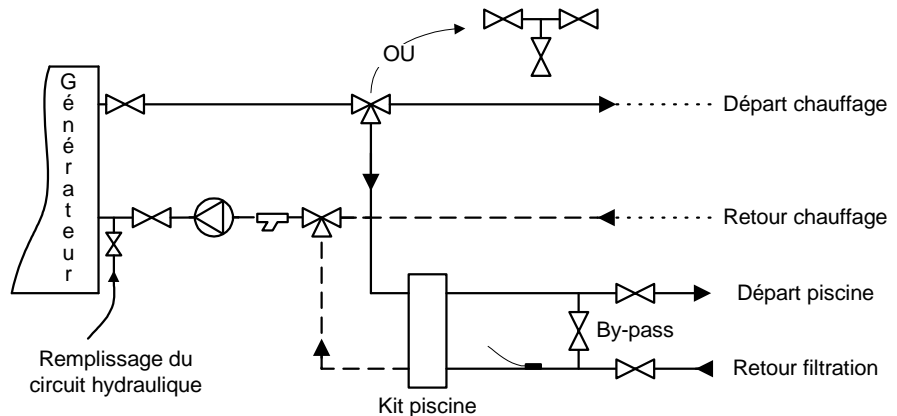 OU
Générateur
Départ chauffage
Retour chauffage
Départ piscine
By-pass
Retour filtration
Remplissage du
circuit hydraulique
Kit piscine